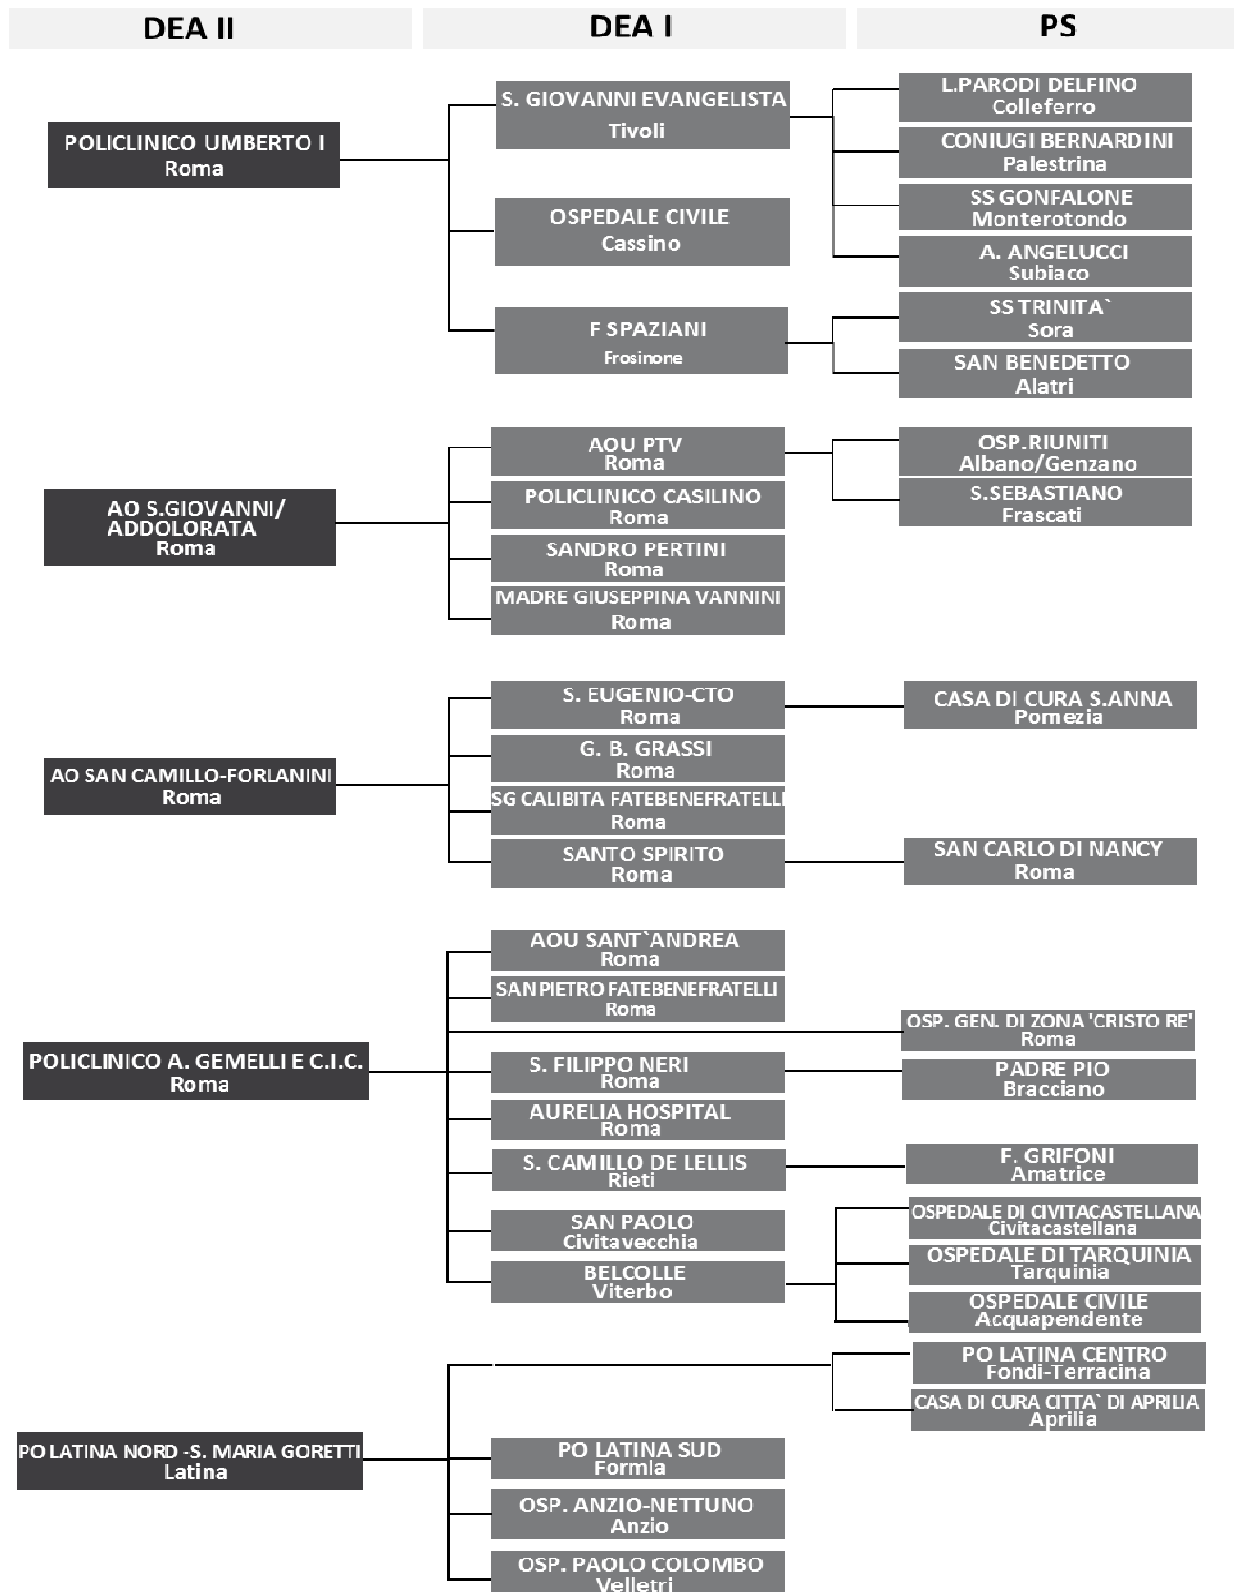 DEA II
DEA I
PS
POLICLINICO UMBERTO I
Roma
S. GIOVANNI EVANGELISTA
Tivoli
OSPEDALE CIVILE
Cassino
F SPAZIANI
Frosinone
L.PARODI DELFINO
Colleferro
CONIUGI BERNARDINI
Palestrina
SS GONFALONE
Monterotondo
A. ANGELUCCI
Subiaco
SS TRINITA`
Sora
SAN BENEDETTO
Alatri
AO S.GIOVANNI/
ADDOLORATA
Roma
AOU PTV
Roma
POLICLINICO CASILINO
Roma
SANDRO PERTINI
Roma
MADRE GIUSEPPINA VANNINI
Roma
OSP.RIUNITI
Albano/Genzano
S.SEBASTIANO
Frascati
AO SAN CAMILLO-FORLANINI
Roma
S. EUGENIO-CTO
Roma
G. B. GRASSI
Roma
SG CALIBITA FATEBENEFRATELLI
Roma
SANTO SPIRITO
Roma
CASA DI CURA S.ANNA
Pomezia
SAN CARLO DI NANCY
Roma
POLICLINICO A. GEMELLI E C.I.C.
Roma
AOU SANT`ANDREA
Roma
SAN PIETRO FATEBENEFRATELLI
Roma
S. FILIPPO NERI
Roma
AURELIA HOSPITAL
Roma
S. CAMILLO DE LELLIS
Rieti
SAN PAOLO
Civitavecchia
BELCOLLE
Viterbo
OSP. GEN. DI ZONA 'CRISTO RE'
Roma
PADRE PIO
Bracciano
F. GRIFONI
Amatrice
OSPEDALE DI CIVITACASTELLANA
Civitacastellana
OSPEDALE DI TARQUINIA
Tarquinia
OSPEDALE CIVILE
Acquapendente
PO LATINA NORD -S. MARIA GORETTI
Latina
PO LATINA SUD
Formia
OSP. ANZIO-NETTUNO
Anzio
OSP. PAOLO COLOMBO
Velletri
PO LATINA CENTRO
Fondi-Terracina
CASA DI CURA CITTA` DI APRILIA
Aprilia